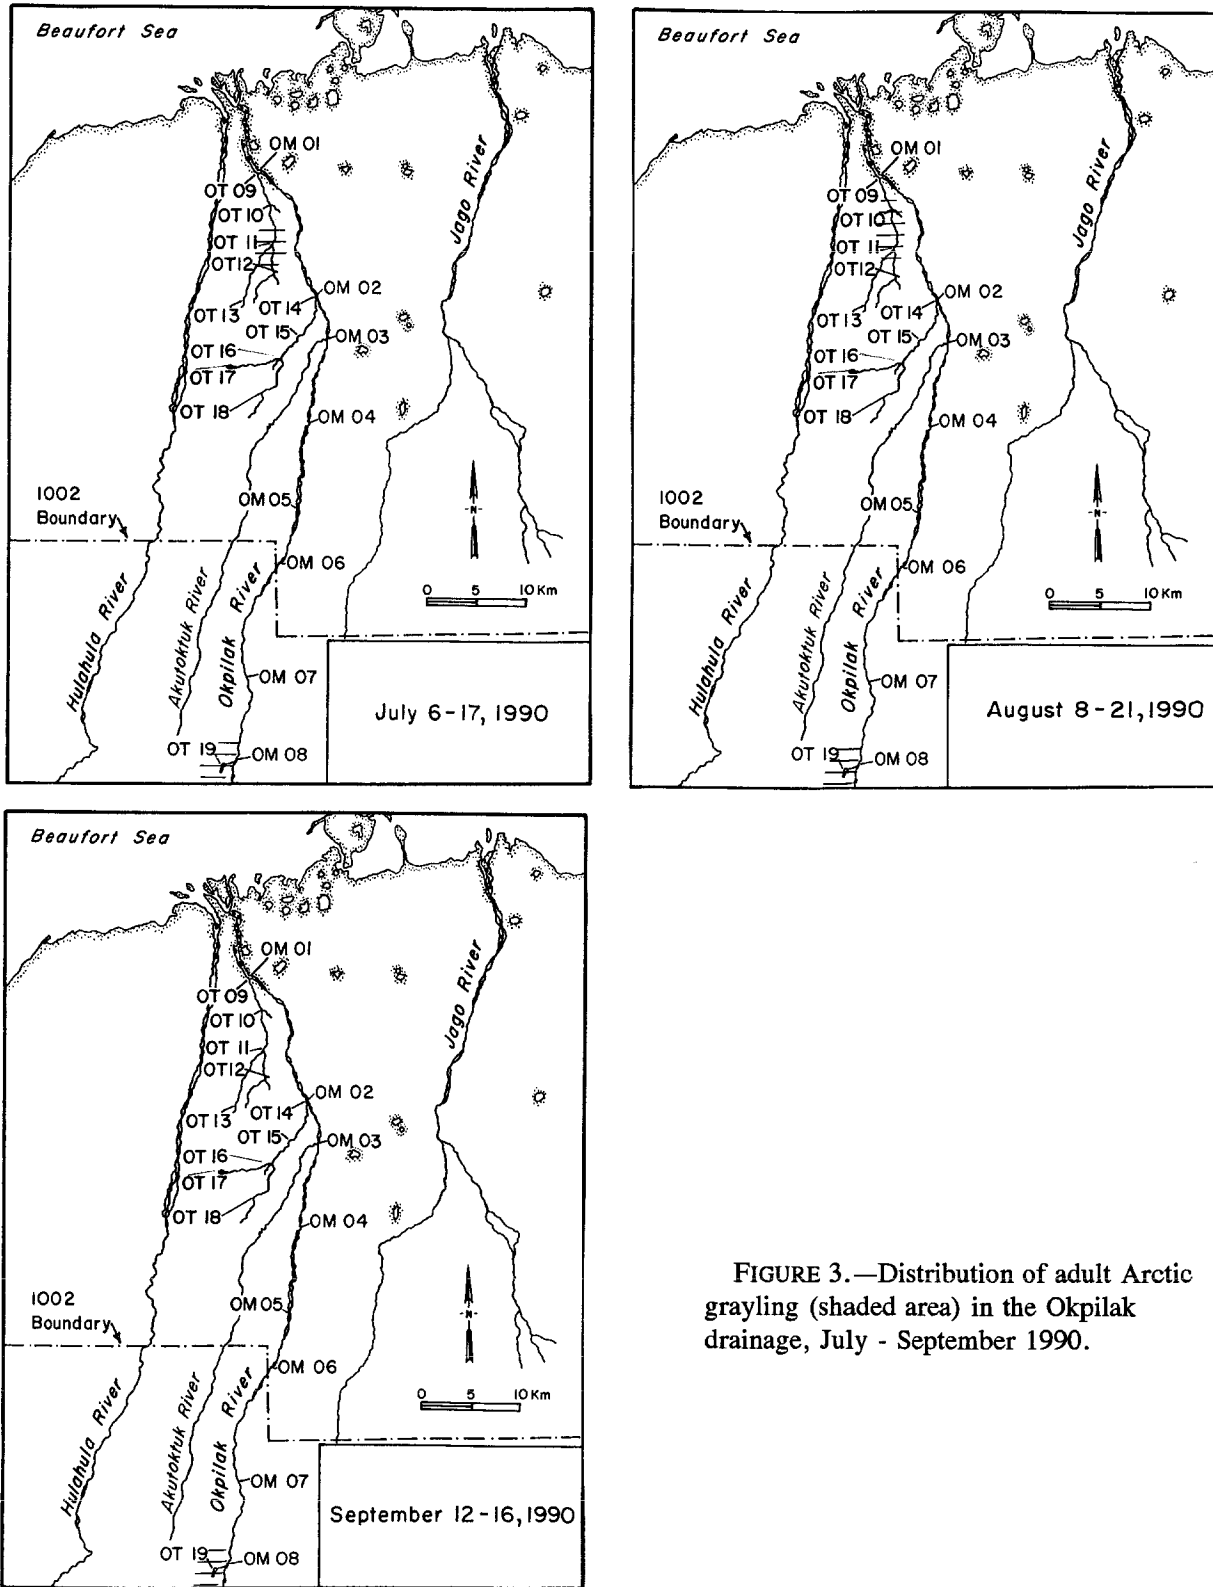 Beaufort Sea
OM 01
OT 09
OT 10
OT 11
OT 12
OM 02
OT 14
OT 13
OT 15
OM 03
OT 16
OT 17
OT 18
OM 04
Jago River
1002
Boundary
OM 05
N
OM 06
0 5 10 Km
Hulahula River
Akutoktuk River
Okpilak River
OM 07
OT 19
OM 08
July 6-17, 1990
Beaufort Sea
OM 01
OT 09
OT 10
OT 11
OT 12
OM 02
OT 14
OT 13
OT 15
OM 03
OT 16
OT 17
OT 18
OM 04
Jago River
1002
Boundary
OM 05
N
OM 06
0 5 10 Km
Hulahula River
Akutoktuk River
Okpilak River
OM 07
OT 19
OM 08
August 8-21, 1990
Beaufort Sea
OM 01
OT 09
OT 10
OT 11
OT 12
OM 02
OT 14
OT 13
OT 15
OM 03
OT 16
OT 17
OT 18
OM 04
Jago River
1002
Boundary
OM 05
N
OM 06
0 5 10 Km
Hulahula River
Akutoktuk River
Okpilak River
OM 07
OT 19
OM 08
September 12-16, 1990
FIGURE 3.—Distribution of adult Arctic
grayling (shaded area) in the Okpilak
drainage, July - September 1990.